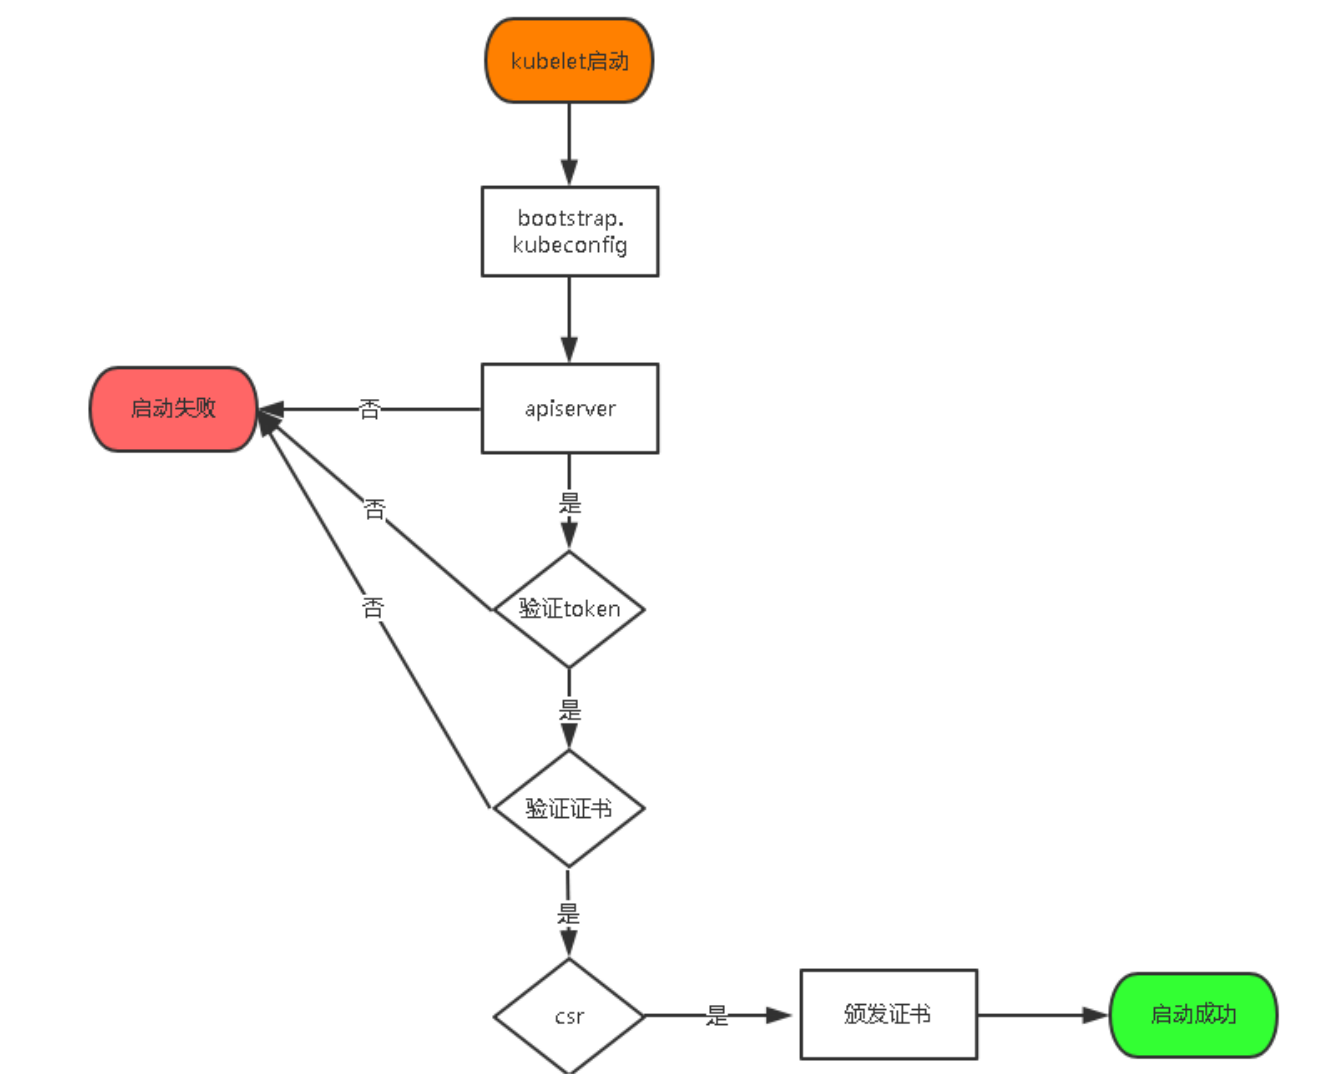 kubelet启动
bootstrap.
kubeconfig
启动失败
否
apiserver
是
否
验证token
否
是
验证证书
是
csr
是
颁发证书
启动成功